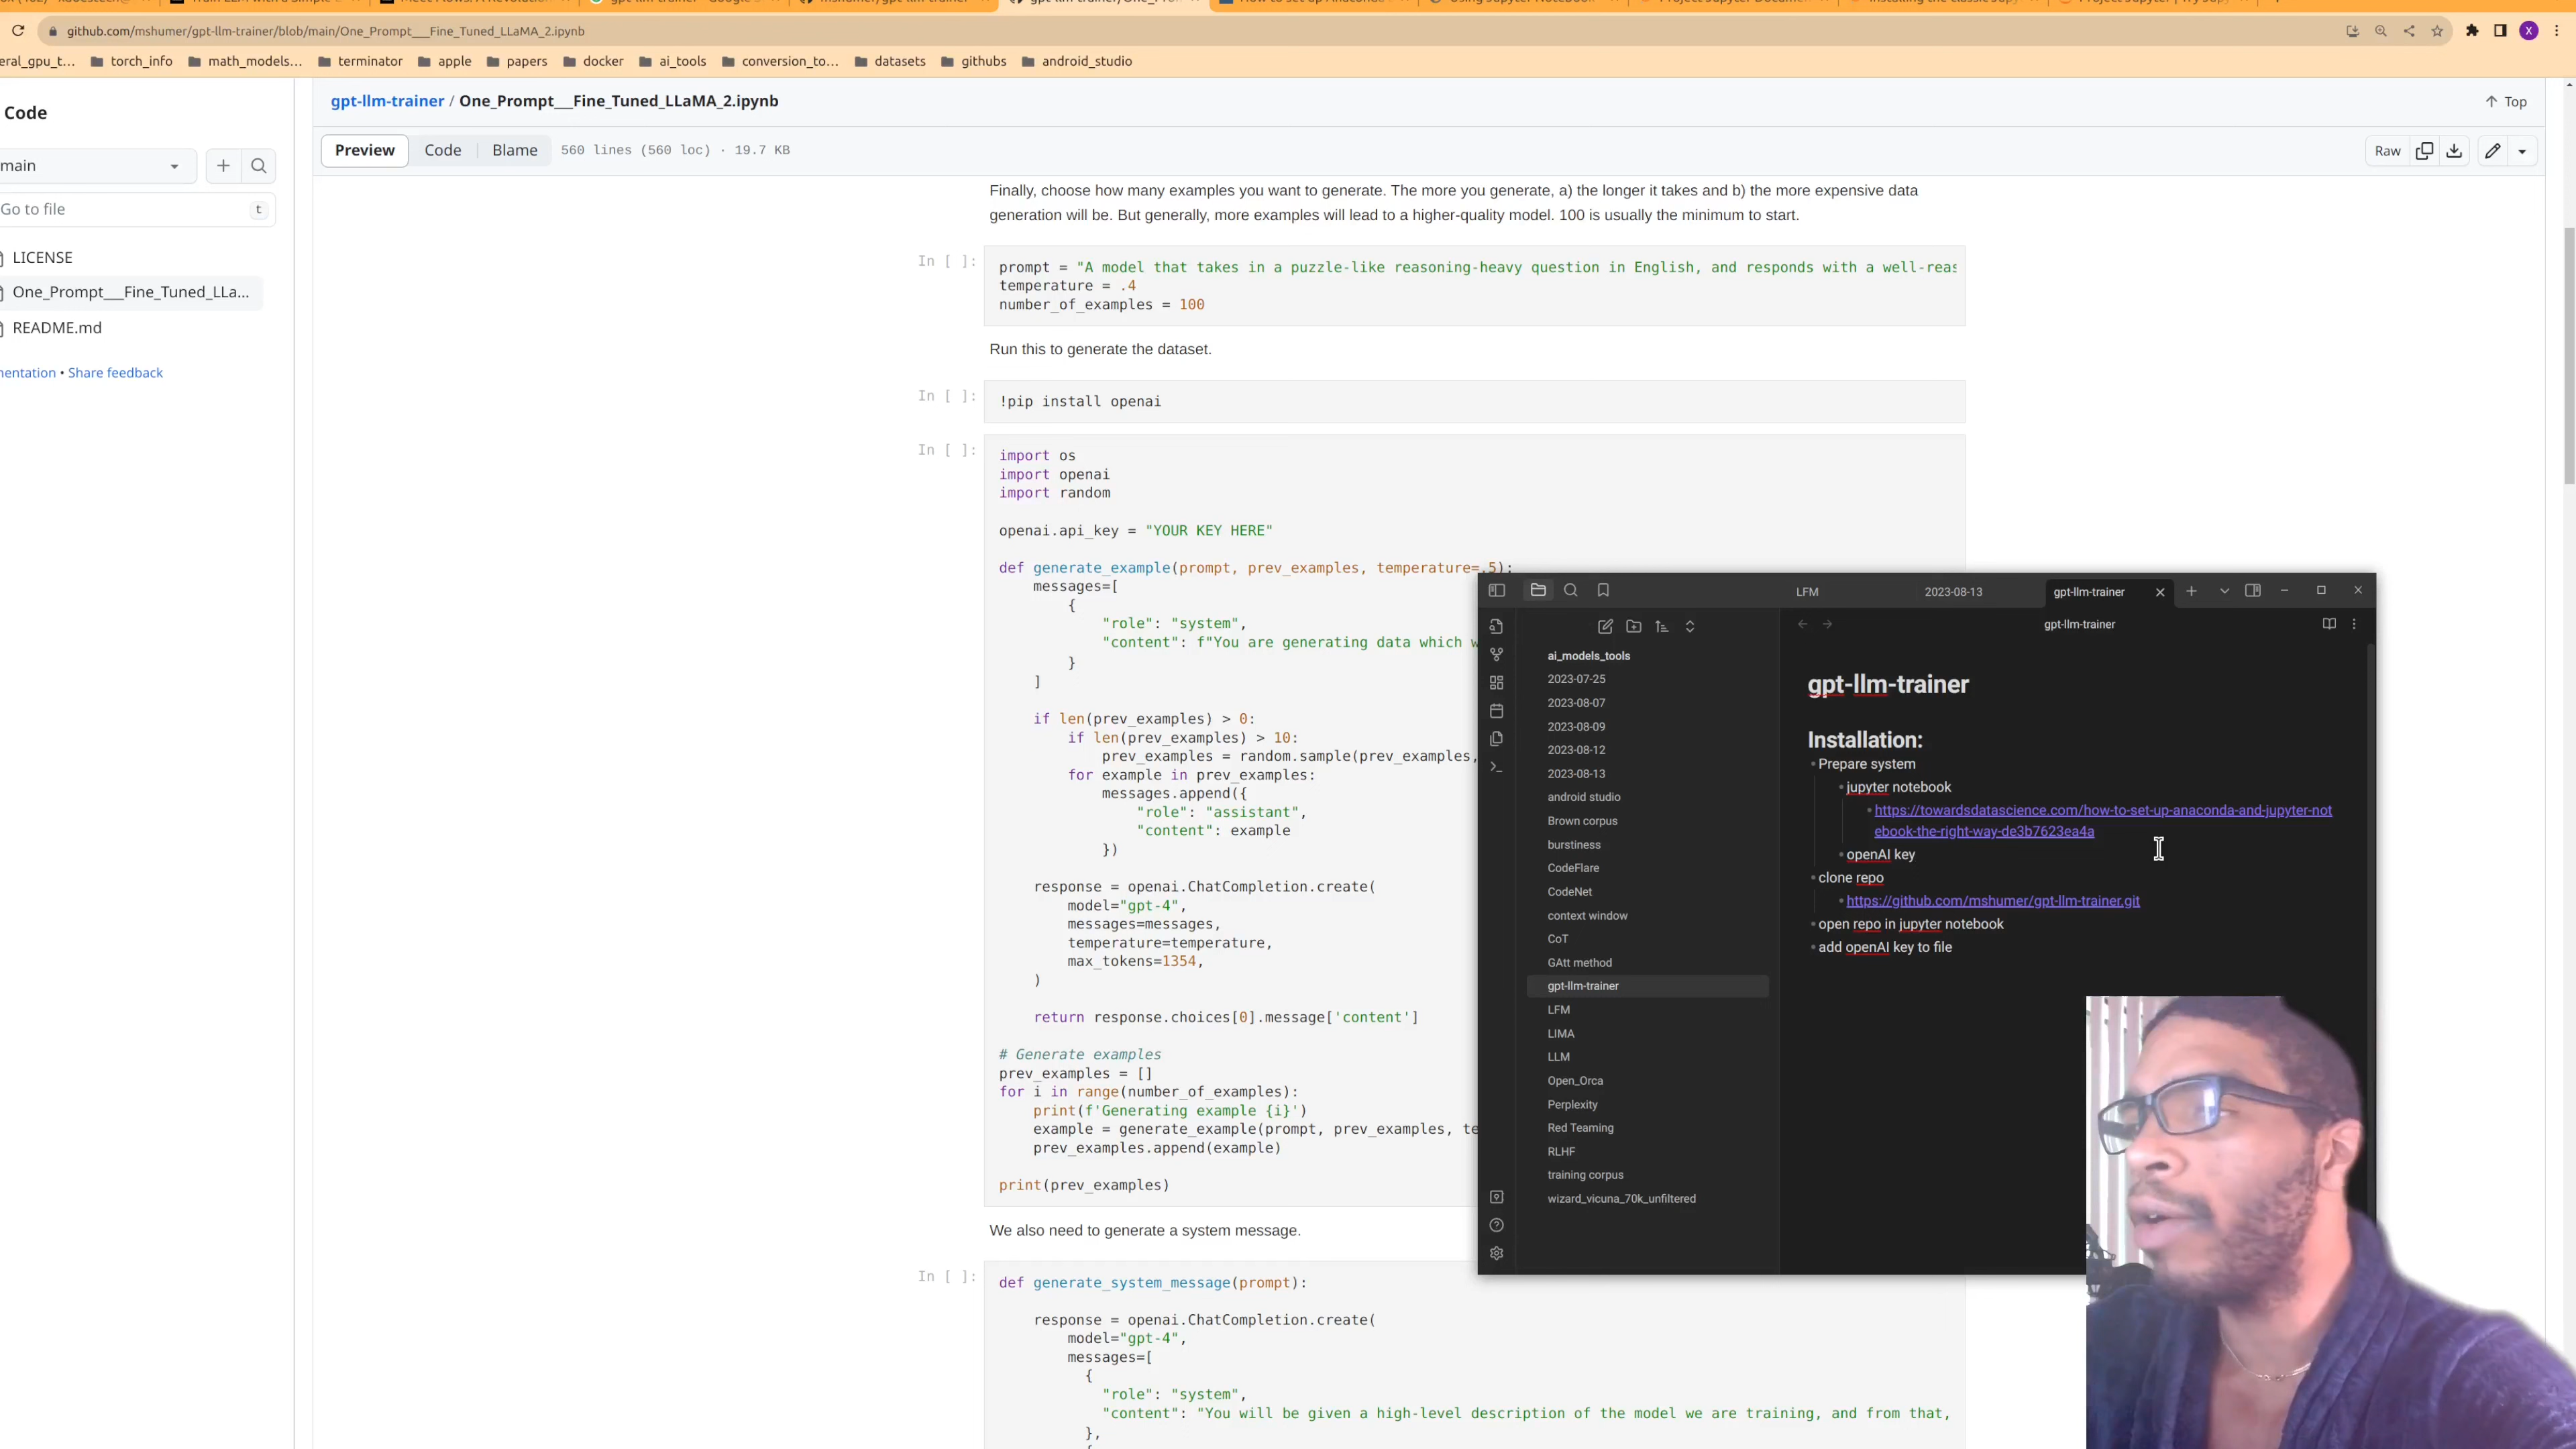 github.com/mshumer/gpt-llm-trainer/blob/main/One_Prompt___Fine_Tuned_LLaMA_2.ipynb
eral_gpu_t... torch_info math_models... terminator apple papers docker ai_tools conversion_to... datasets githubs android_studio
Code
main
Go to file t
LICENSE
One_Prompt___Fine_Tuned_LLa...
README.md
mentation • Share feedback
gpt-llm-trainer / One_Prompt___Fine_Tuned_LLaMA_2.ipynb
Top
Preview Code Blame 560 lines (560 loc) · 19.7 KB
Raw
Finally, choose how many examples you want to generate. The more you generate, a) the longer it takes and b) the more expensive data
generation will be. But generally, more examples will lead to a higher-quality model. 100 is usually the minimum to start.
In [ ]:
prompt = "A model that takes in a puzzle-like reasoning-heavy question in English, and responds with a well-reas
temperature = .4
number_of_examples = 100
Run this to generate the dataset.
In [ ]:
!pip install openai
In [ ]:
import os
import openai
import random
openai.api_key = "YOUR KEY HERE"
def generate_example(prompt, prev_examples, temperature=.5):
messages=[
{
"role": "system",
"content": f"You are generating data which w
}
]
if len(prev_examples) > 0:
if len(prev_examples) > 10:
prev_examples = random.sample(prev_examples,
for example in prev_examples:
messages.append({
"role": "assistant",
"content": example
})
response = openai.ChatCompletion.create(
model="gpt-4",
messages=messages,
temperature=temperature,
max_tokens=1354,
)
return response.choices[0].message['content']
# Generate examples
prev_examples = []
for i in range(number_of_examples):
print(f'Generating example {i}')
example = generate_example(prompt, prev_examples, te
prev_examples.append(example)
print(prev_examples)
We also need to generate a system message.
In [ ]:
def generate_system_message(prompt):
response = openai.ChatCompletion.create(
model="gpt-4",
messages=[
{
"role": "system",
"content": "You will be given a high-level description of the model we are training, and from that,
},
{
LFM 2023-08-13 gpt-llm-trainer
gpt-llm-trainer
ai_models_tools
2023-07-25
2023-08-07
2023-08-09
2023-08-12
2023-08-13
android studio
Brown corpus
burstiness
CodeFlare
CodeNet
context window
CoT
GAtt method
gpt-llm-trainer
LFM
LIMA
LLM
Open_Orca
Perplexity
Red Teaming
RLHF
training corpus
wizard_vicuna_70k_unfiltered
gpt-llm-trainer
Installation:
Prepare system
jupyter notebook
https://towardsdatascience.com/how-to-set-up-anaconda-and-jupyter-not
ebook-the-right-way-de3b7623ea4a
openAI key
clone repo
https://github.com/mshumer/gpt-llm-trainer.git
open repo in jupyter notebook
add openAI key to file